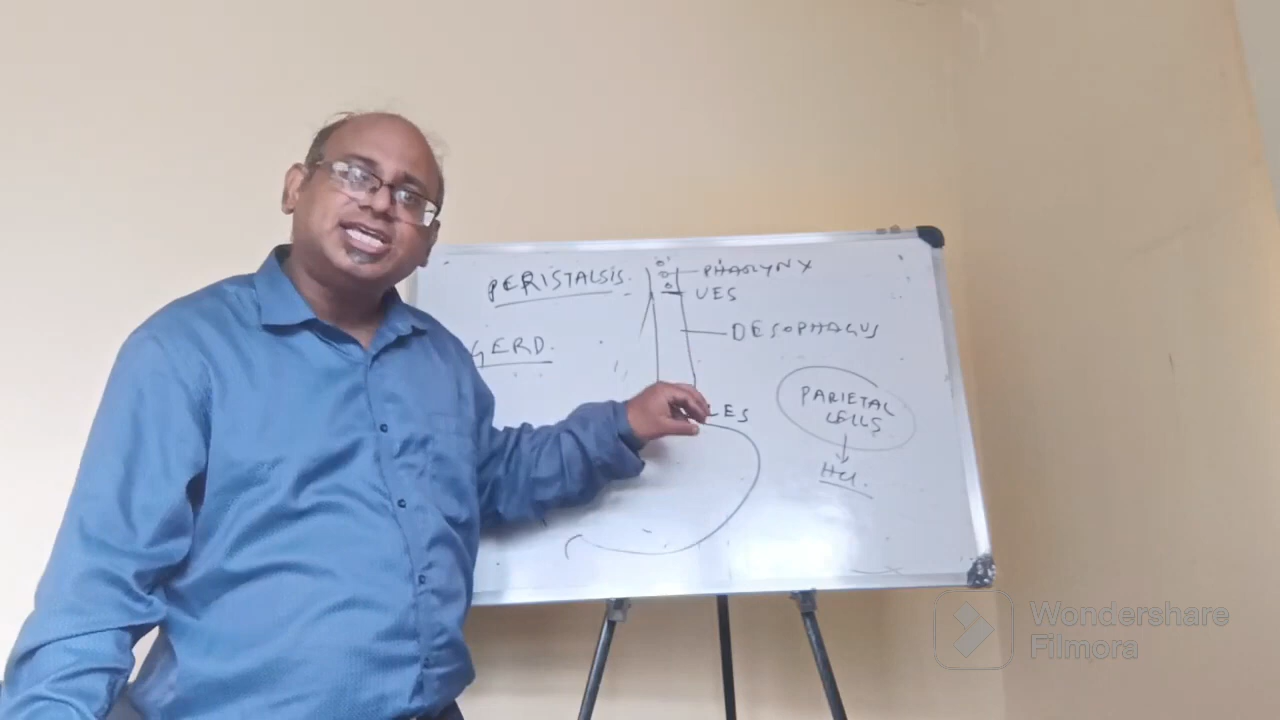 PERISTALSIS.
PHARYNX
UES
OESOPHAGUS
GERD.
LES
PARIETAL
CELLS
HCl.
Wondershare
Filmora